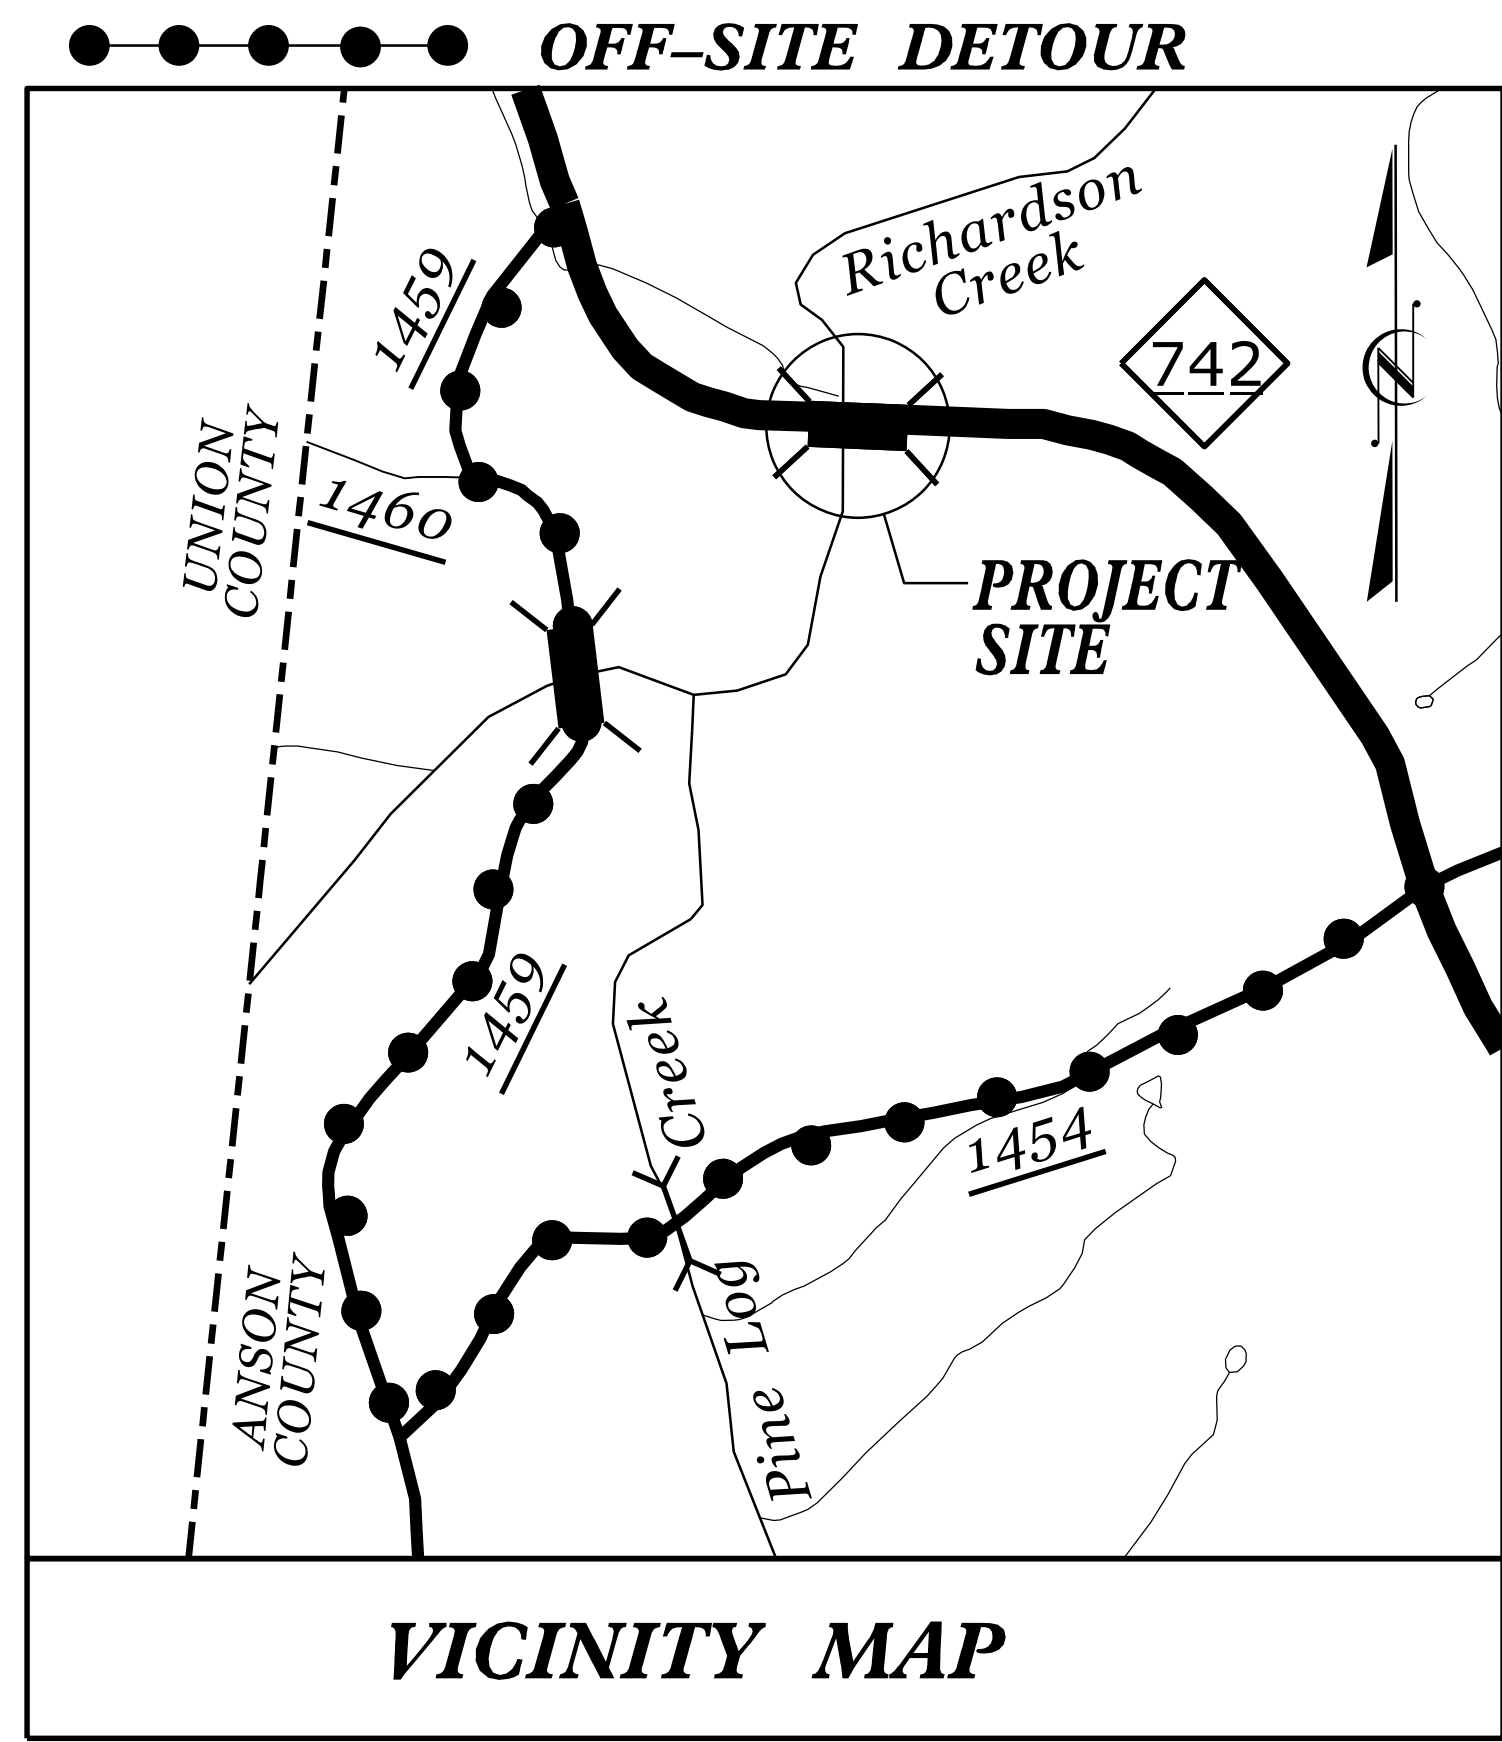 OFF–SITE DETOUR
Richardson
Creek
1459
742
N
UNION
COUNTY
1460
PROJECT
SITE
1459
Creek
1454
Pine Log
ANSON
COUNTY
VICINITY MAP